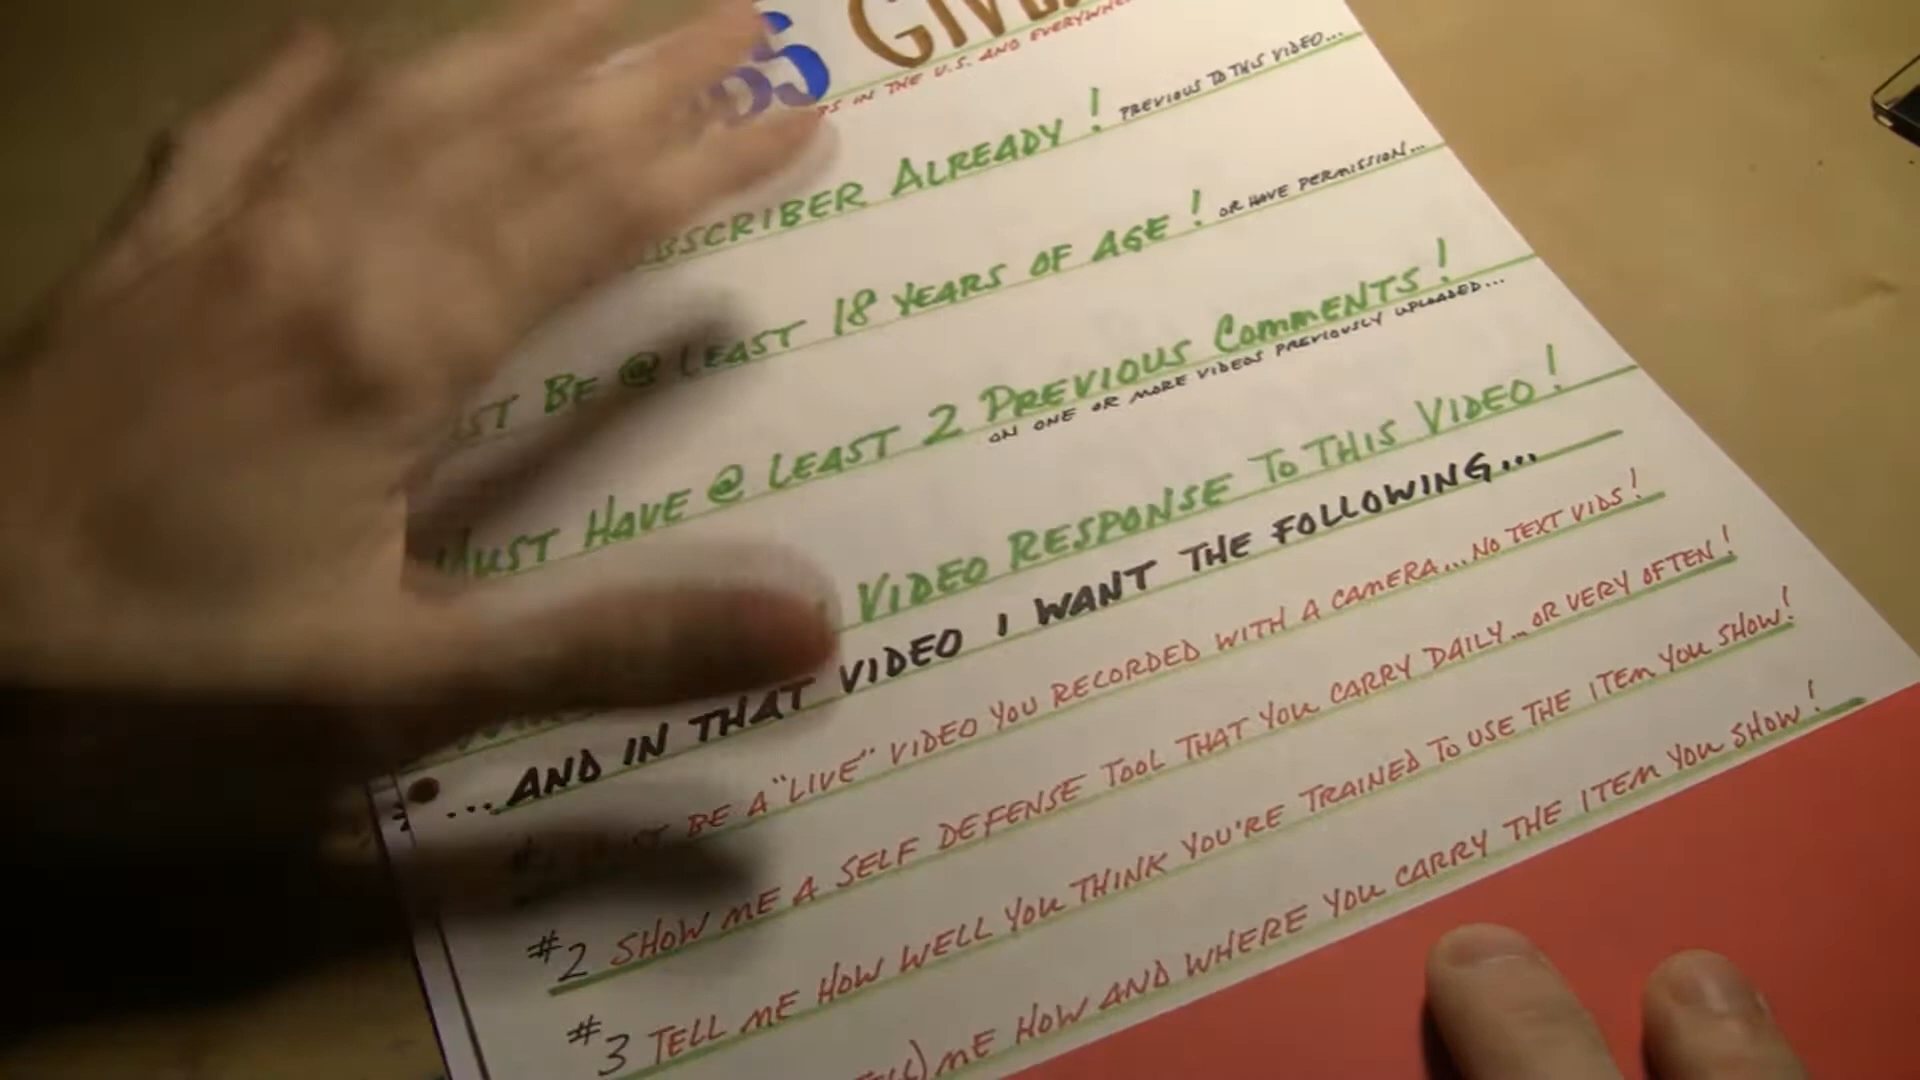 IN THE U.S. AND
ALREADY! PREVIOUS TO THIS VIDEO...
BE @ LEAST 18 YEARS OF AGE! OR HAVE PERMISSION...
MUST HAVE @ LEAST 2 PREVIOUS COMMENTS!
ON ONE OR MORE VIDEOS PREVIOUSLY UPLOADED...
VIDEO RESPONSE TO THIS VIDEO!
...AND IN THAT VIDEO I WANT THE FOLLOWING...
BE A "LIVE" VIDEO YOU RECORDED WITH A CAMERA... NO TEXT VIDS!
#2 SHOW ME A SELF DEFENSE TOOL THAT YOU CARRY DAILY... OR VERY OFTEN!
#3 TELL ME HOW WELL YOU THINK YOU'RE TRAINED TO USE THE ITEM YOU SHOW!
ME HOW AND WHERE YOU CARRY THE ITEM YOU SHOW!